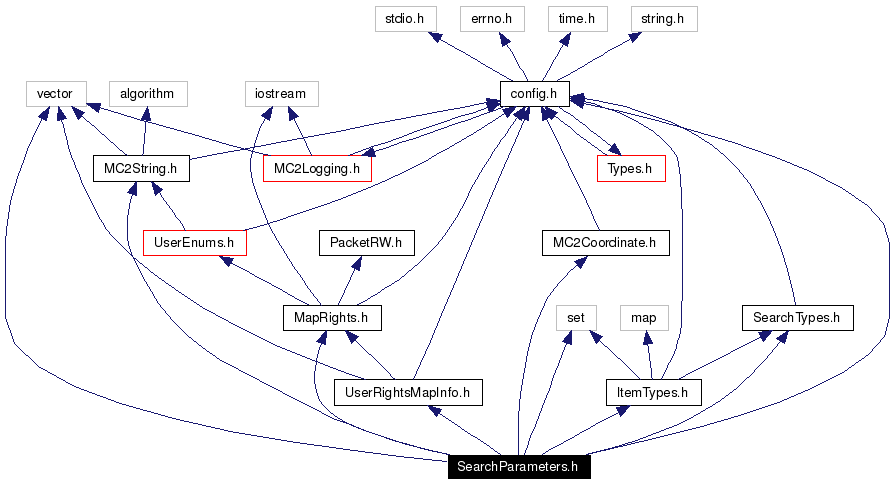 stdio.h
errno.h
time.h
string.h
vector
algorithm
iostream
config.h
MC2String.h
MC2Logging.h
Types.h
UserEnums.h
PacketRW.h
MC2Coordinate.h
MapRights.h
set
map
SearchTypes.h
UserRightsMapInfo.h
ItemTypes.h
SearchParameters.h